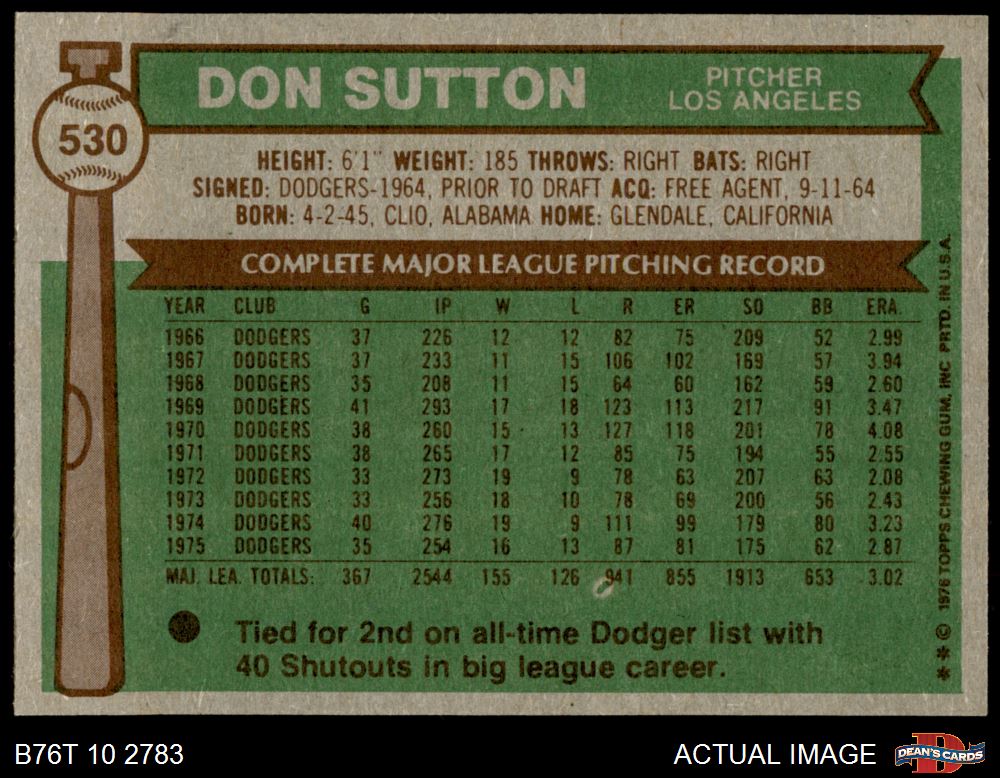 DON SUTTON
PITCHER
LOS ANGELES
530
HEIGHT: 6'1" WEIGHT: 185 THROWS: RIGHT BATS: RIGHT
SIGNED: DODGERS-1964, PRIOR TO DRAFT ACQ: FREE AGENT, 9-11-64
BORN: 4-2-45, CLIO, ALABAMA HOME: GLENDALE, CALIFORNIA
COMPLETE MAJOR LEAGUE PITCHING RECORD
YEAR CLUB G IP W L R ER SO BB ERA.
1966 DODGERS 37 226 12 12 82 75 209 52 2.99
1967 DODGERS 37 233 11 15 106 102 169 57 3.94
1968 DODGERS 35 208 11 15 64 60 162 59 2.60
1969 DODGERS 41 293 17 18 123 113 217 91 3.47
1970 DODGERS 38 260 15 13 127 118 201 78 4.08
1971 DODGERS 38 265 17 12 85 75 194 55 2.55
1972 DODGERS 33 273 19 9 78 63 207 63 2.08
1973 DODGERS 33 256 18 10 78 69 200 56 2.43
1974 DODGERS 40 276 19 9 111 99 179 80 3.23
1975 DODGERS 35 254 16 13 87 81 175 62 2.87
MAJ. LEA. TOTALS: 367 2544 155 126 941 855 1913 653 3.02
Tied for 2nd on all-time Dodger list with
40 Shutouts in big league career.
** © 1976 TOPPS CHEWING GUM, INC PRTD. IN U.S.A.
B76T 10 2783
ACTUAL IMAGE
DEAN'S CARDS